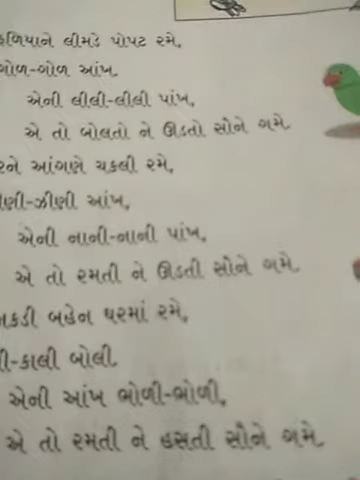 ફળિયાને લીમડે પોપટ રમે,
ગોળ-ગોળ આંખ.
એની લીલી-લીલી પાંખ,
એ તો બોલતો ને ઊડતો સૌને ગમે.
આંગણે ચકલી રમે,
ઝીણી-ઝીણી આંખ,
એની નાની-નાની પાંખ,
એ તો રમતી ને ઊડતી સૌને ગમે.
બહેન ઘરમાં રમે,
કાલી બોલી.
એની આંખ ભોળી-ભોળી,
એ તો રમતી ને હસતી સૌને ગમે.